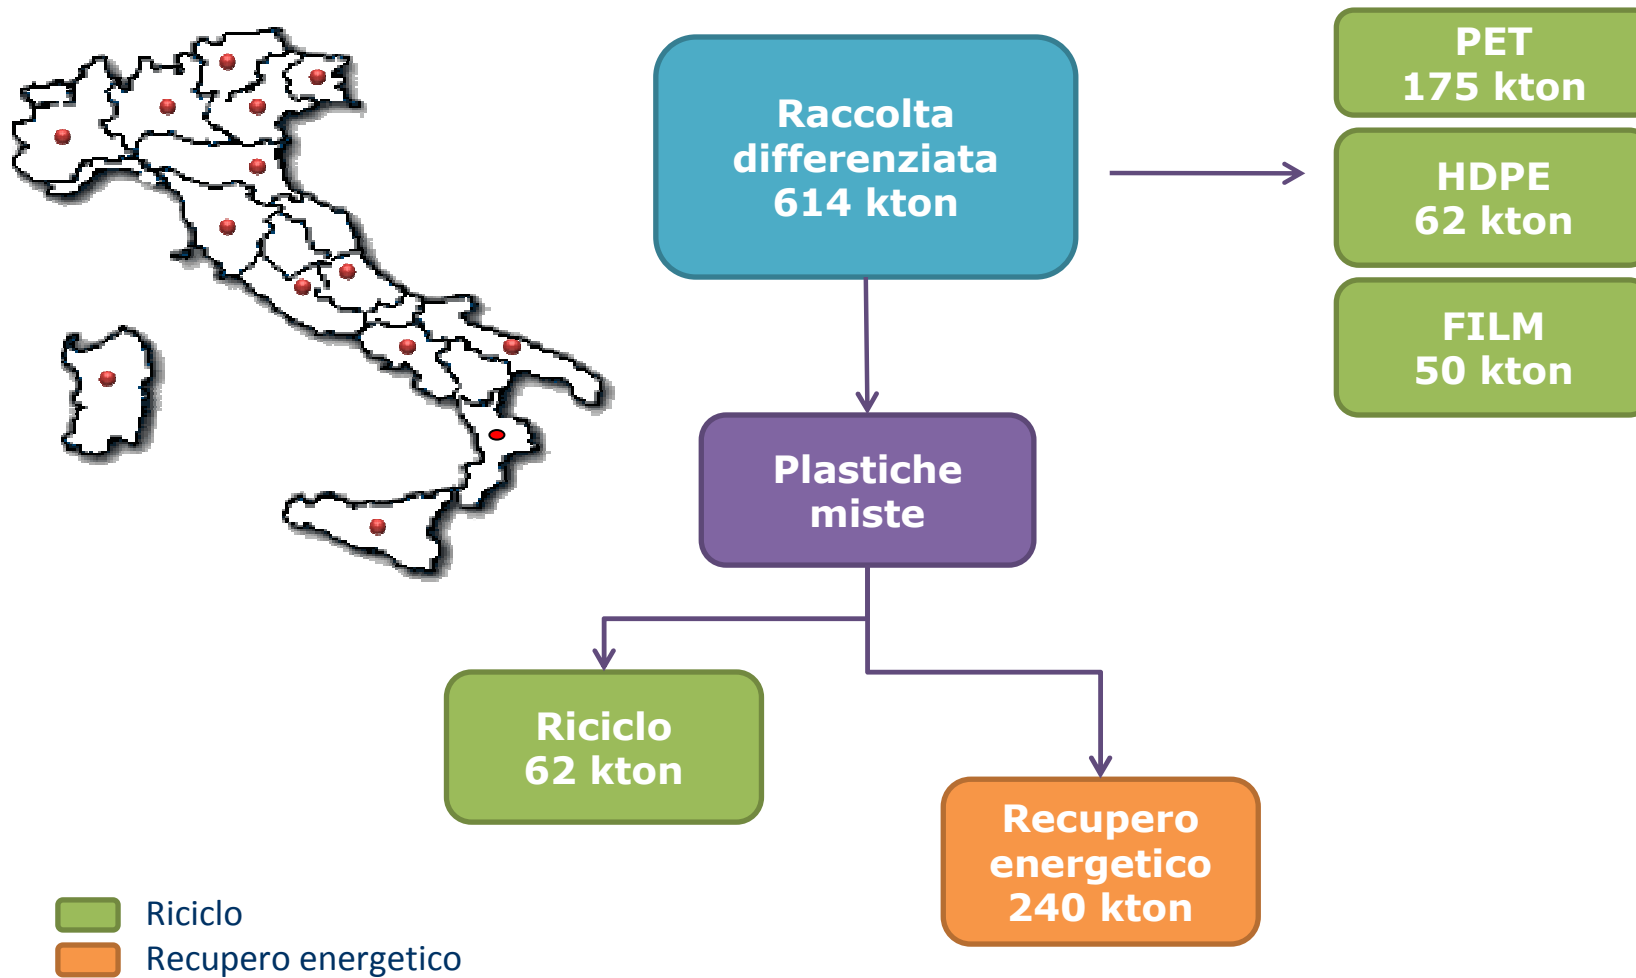 Raccolta
differenziata
614 kton
PET
175 kton
HDPE
62 kton
FILM
50 kton
Plastiche
miste
Riciclo
62 kton
Recupero
energetico
240 kton
Riciclo
Recupero energetico